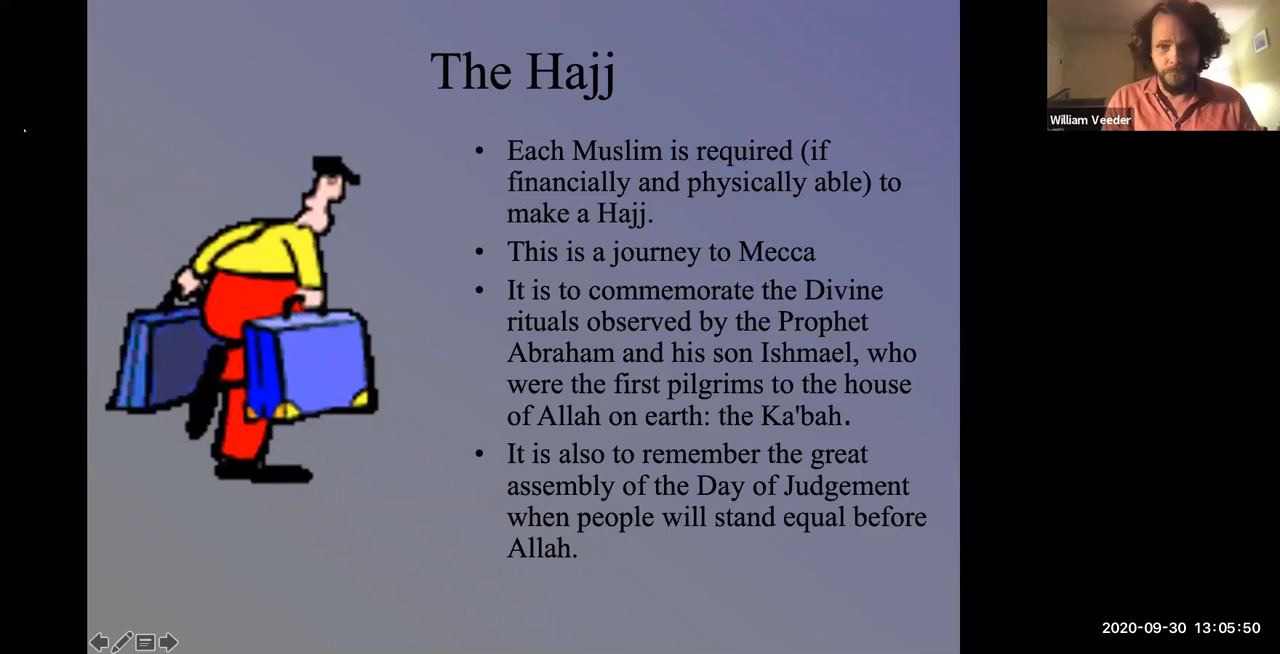 The Hajj
• Each Muslim is required (if
financially and physically able) to
make a Hajj.
• This is a journey to Mecca
• It is to commemorate the Divine
rituals observed by the Prophet
Abraham and his son Ishmael, who
were the first pilgrims to the house
of Allah on earth: the Ka'bah.
• It is also to remember the great
assembly of the Day of Judgement
when people will stand equal before
Allah.
William Veeder
2020-09-30 13:05:50